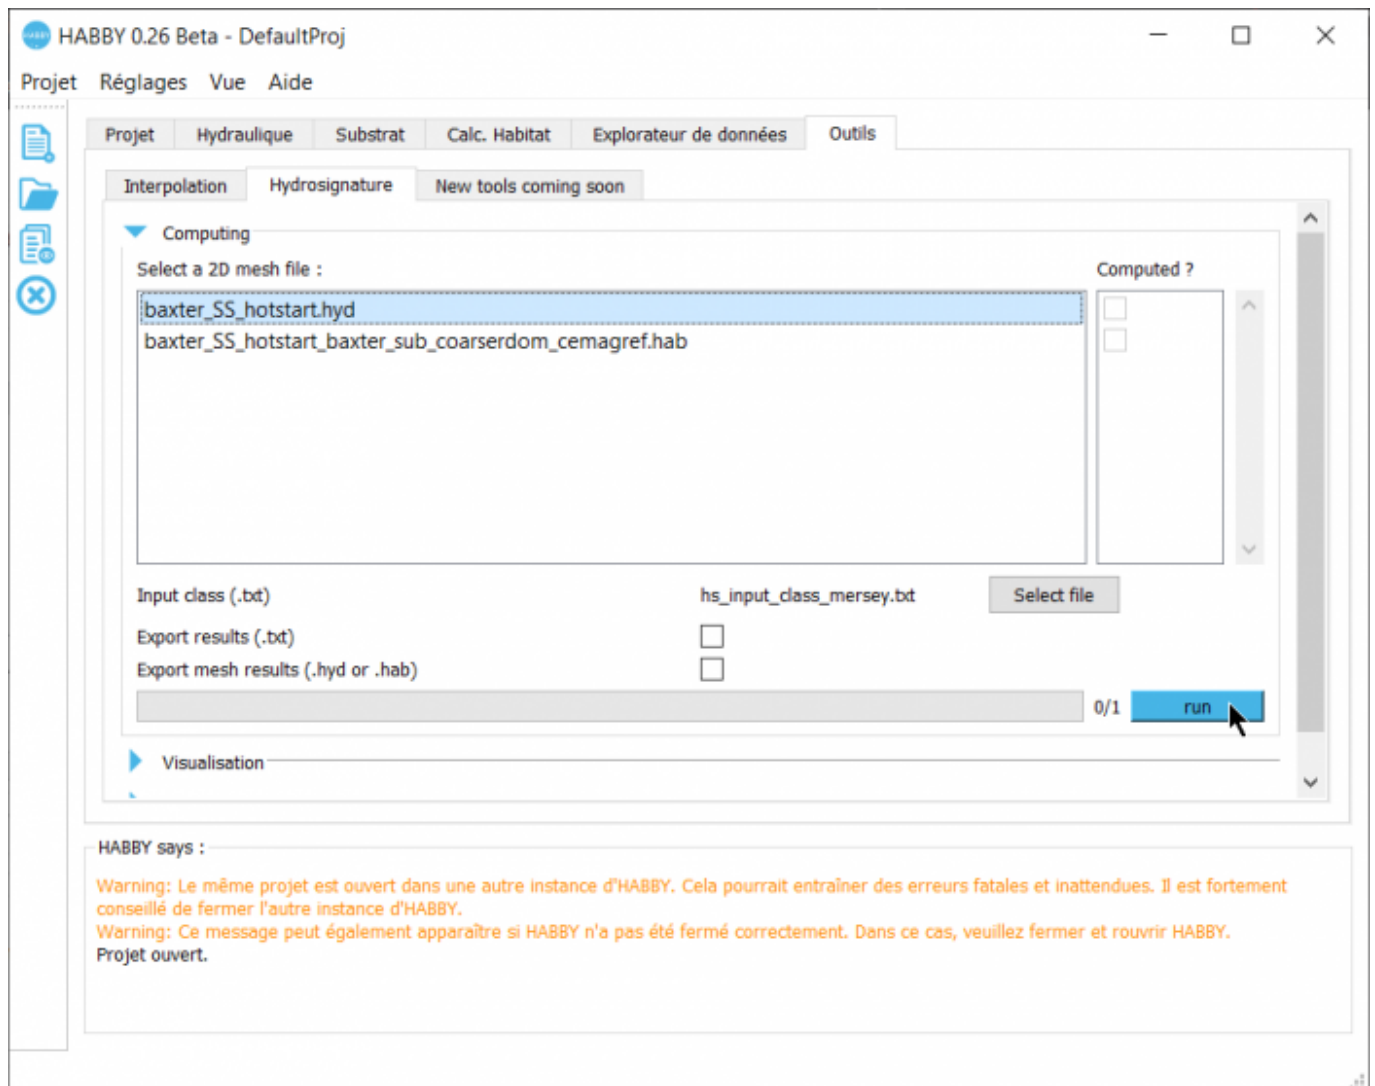 HABBY 0.26 Beta - DefaultProj
Projet Réglages Vue Aide
Projet Hydraulique Substrat Calc. Habitat Explorateur de données Outils
Interpolation Hydrosignature New tools coming soon
Computing
Select a 2D mesh file : Computed ?
baxter_SS_hotstart.hyd
baxter_SS_hotstart_baxter_sub_coarserdom_cemagref.hab
Input class (.txt) hs_input_class_mersey.txt Select file
Export results (.txt)
Export mesh results (.hyd or .hab)
0/1 run
Visualisation
HABBY says :
Warning: Le même projet est ouvert dans une autre instance d'HABBY. Cela pourrait entraîner des erreurs fatales et inattendues. Il est fortement
conseillé de fermer l'autre instance d'HABBY.
Warning: Ce message peut également apparaître si HABBY n'a pas été fermé correctement. Dans ce cas, veuillez fermer et rouvrir HABBY.
Projet ouvert.